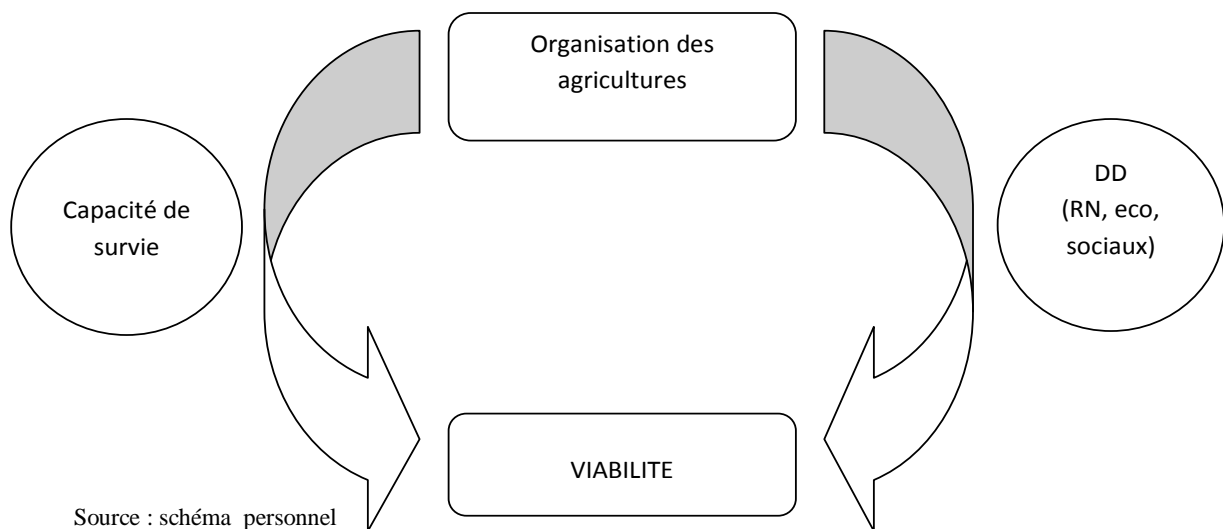 Organisation des
agricultures
Capacité de
survie
DD
(RN, eco,
sociaux)
VIABILITE
Source : schéma personnel